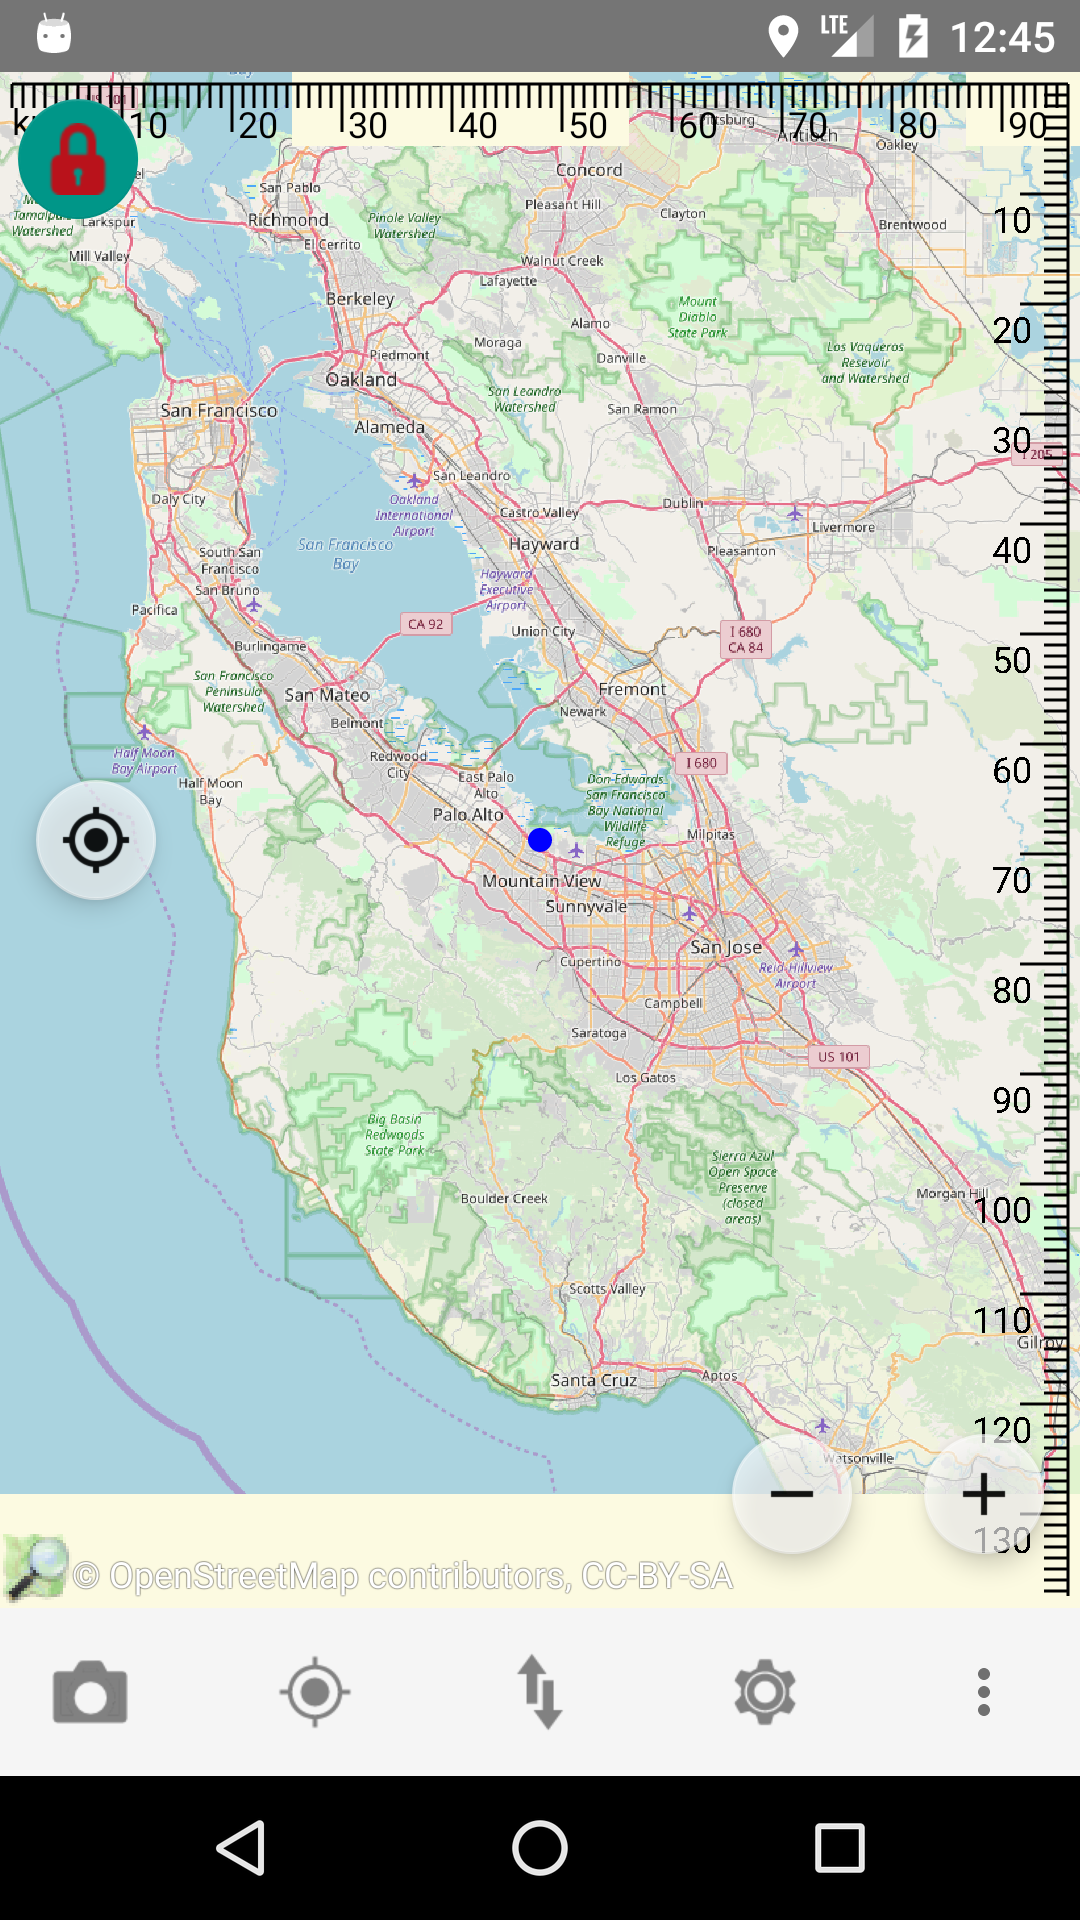 LTE 12:45
US 101
10 20 30 40 50 60 70 80 90
Pittsburg
Antioch
Oakley
Concord
San Pablo
Pleasant Hill
Tamalpais
Watershed
Larkspur
Richmond
Pinole Valley
Watershed
Clayton
10
Brentwood
Mill Valley
El Cerrito
Walnut Creek
Lafayette
Berkeley
Mount
Diablo
State Park
Alamo
20
Moraga
Los Vaqueros
Resevoir
and Watershed
Piedmont
Danville
Oakland
San Leandro
Watershed
San Francisco
San Ramon
Alameda
30
I 205
San Leandro
Daly City
Oakland
International
Airport
Castro Valley
Dublin
Livermore
San Francisco
Bay
Hayward
Pleasanton
40
South San
Francisco
San Bruno
Hayward
Executive
Airport
Pacifica
CA 92
Union City
I 680
CA 84
Burlingame
50
San Francisco
Peninsula
Watershed
San Mateo
Fremont
Belmont
Newark
Half Moon
Bay Airport
Redwood
City
I 680
60
Half Moon
Bay
East Palo
Alto
Don Edwards
San Francisco
Bay National
Wildlife
Refuge
Palo Alto
Milpitas
Mountain View
70
Sunnyvale
San Jose
Cupertino
Reid-Hillview
Airport
80
Campbell
Saratoga
US 101
Los Gatos
90
Big Basin
Redwoods
State Park
Sierra Azul
Open Space
Preserve
(closed
areas)
Boulder Creek
Morgan Hill
100
Scotts Valley
110
Gilroy
Santa Cruz
Aptos
120
Watsonville
130
© OpenStreetMap contributors, CC-BY-SA